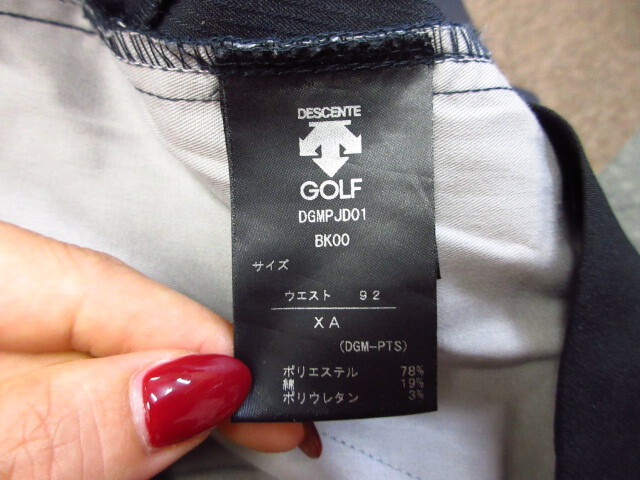 DESCENTE
GOLF
DGMPJD01
BK00
サイズ
ウエスト 92
XA
(DGM-PTS)
ポリエステル 78%
綿 19%
ポリウレタン 3%